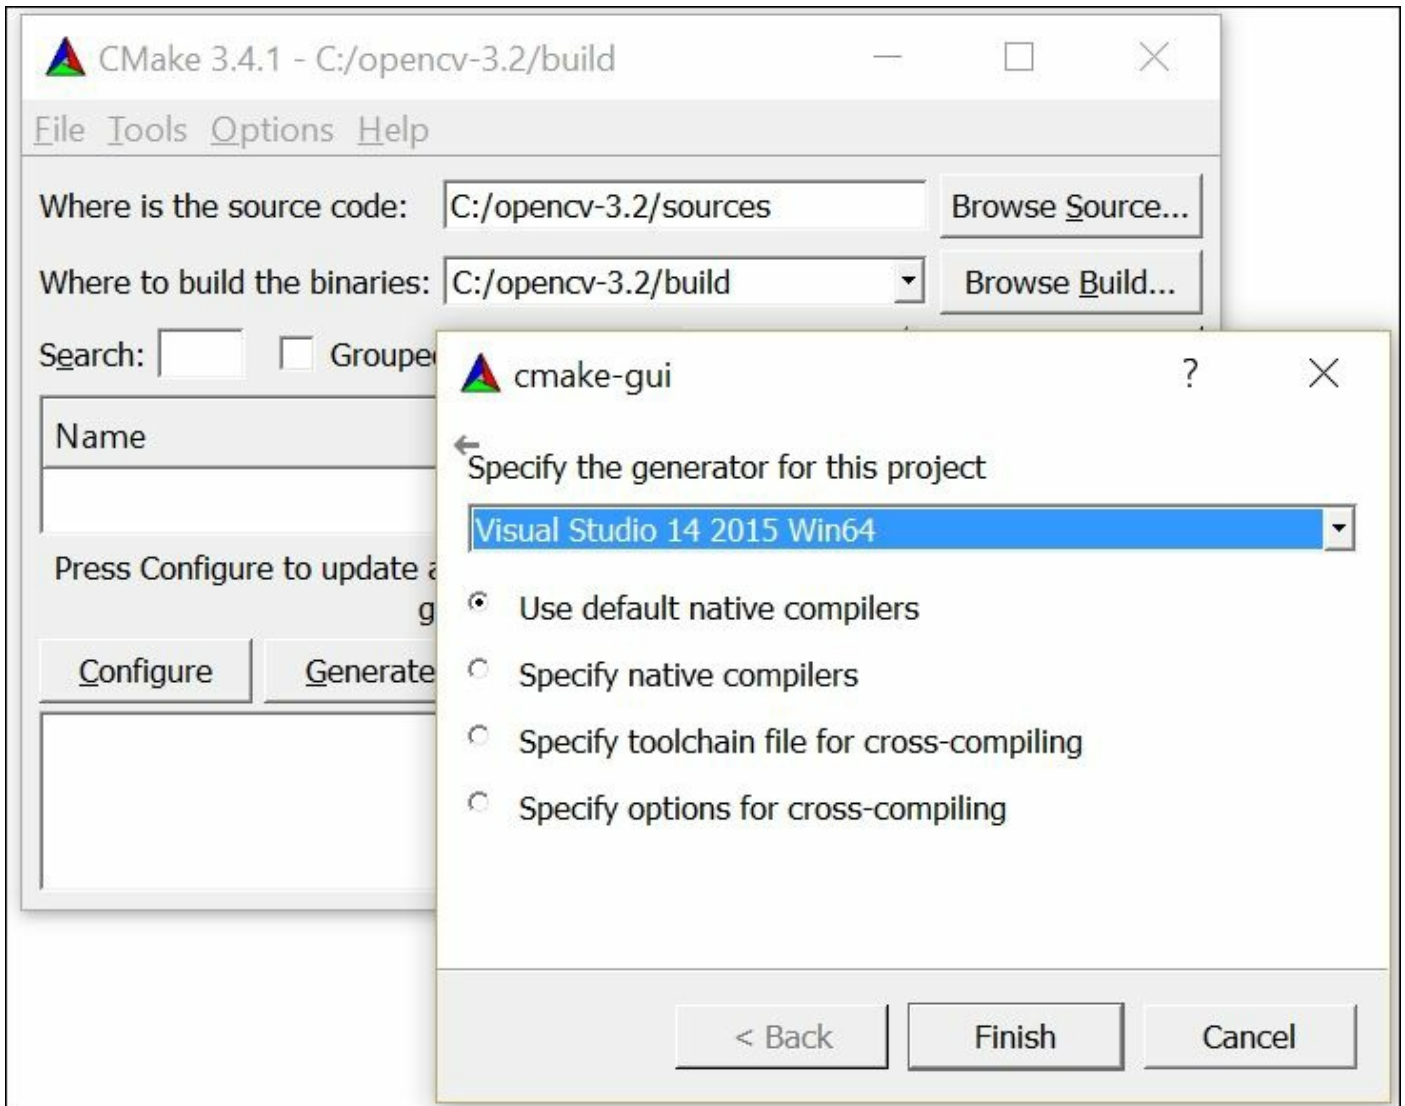 CMake 3.4.1 - C:/opencv-3.2/build
File Tools Options Help
Where is the source code: C:/opencv-3.2/sources Browse Source...
Where to build the binaries: C:/opencv-3.2/build Browse Build...
Search:
cmake-gui ?
Name
Specify the generator for this project
Visual Studio 14 2015 Win64
Press Configure to update
Use default native compilers
Configure Generate
Specify native compilers
Specify toolchain file for cross-compiling
Specify options for cross-compiling
< Back Finish Cancel